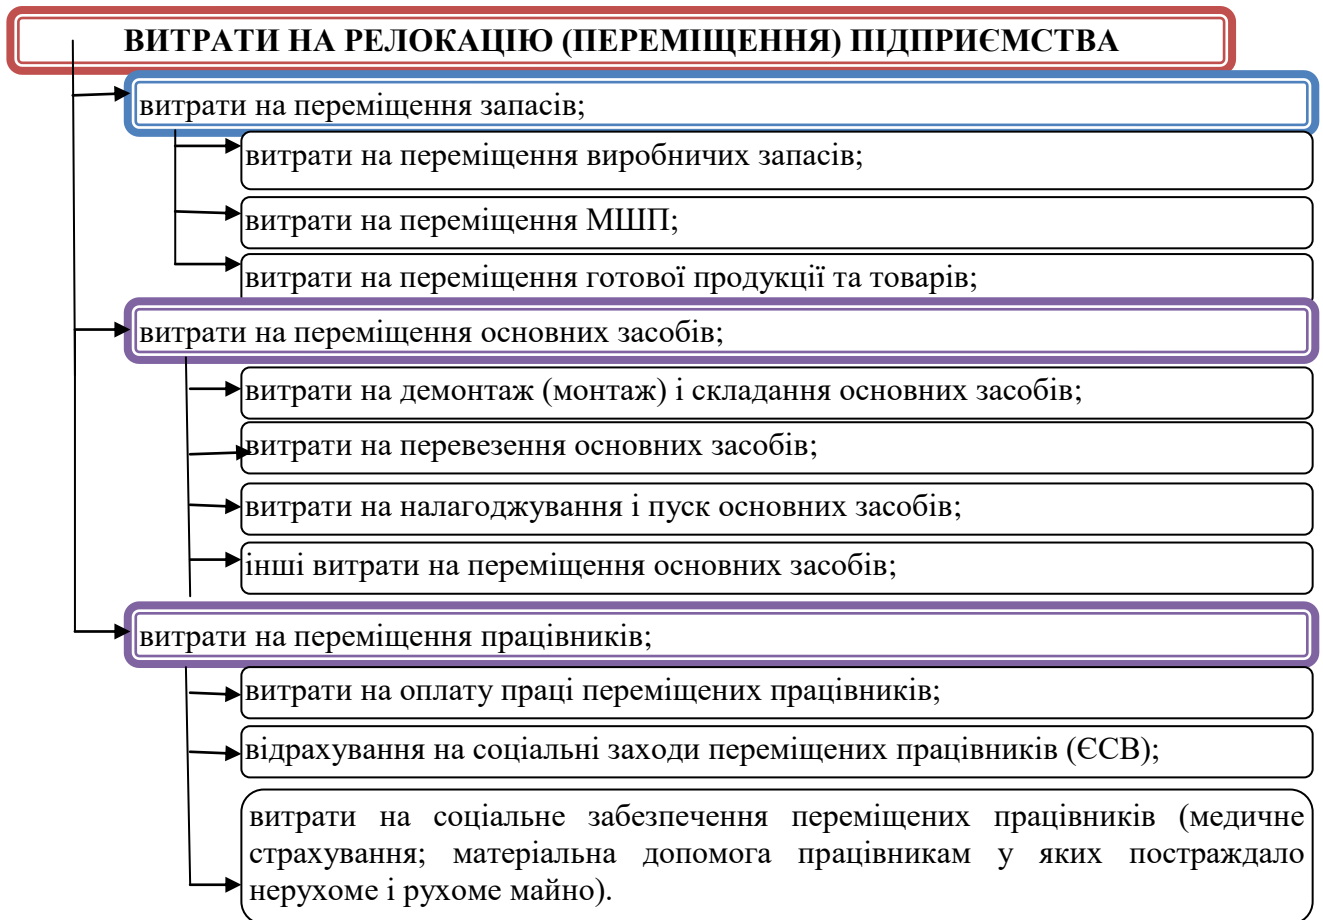 ВИТРАТИ НА РЕЛОКАЦІЮ (ПЕРЕМІЩЕННЯ) ПІДПРИЄМСТВА
витрати на переміщення запасів;
витрати на переміщення виробничих запасів;
витрати на переміщення МШП;
витрати на переміщення готової продукції та товарів;
витрати на переміщення основних засобів;
витрати на демонтаж (монтаж) і складання основних засобів;
витрати на перевезення основних засобів;
витрати на налагоджування і пуск основних засобів;
інші витрати на переміщення основних засобів;
витрати на переміщення працівників;
витрати на оплату праці переміщених працівників;
відрахування на соціальні заходи переміщених працівників (ЄСВ);
витрати на соціальне забезпечення переміщених працівників (медичне
страхування; матеріальна допомога працівникам у яких постраждало
нерухоме і рухоме майно).